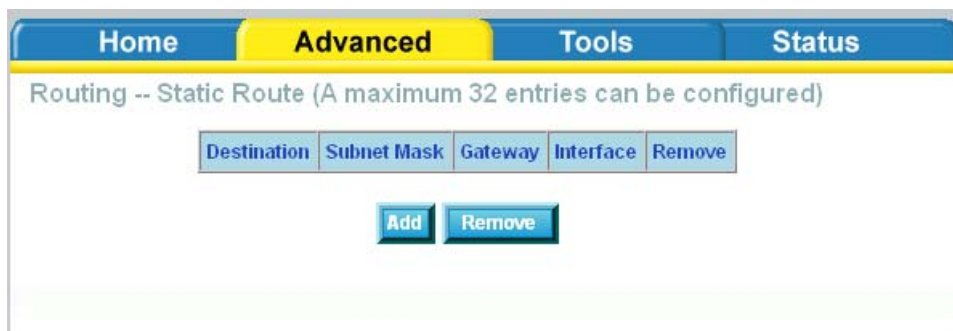 Home Advanced Tools Status
Routing -- Static Route (A maximum 32 entries can be configured)
Destination Subnet Mask Gateway Interface Remove
Add Remove